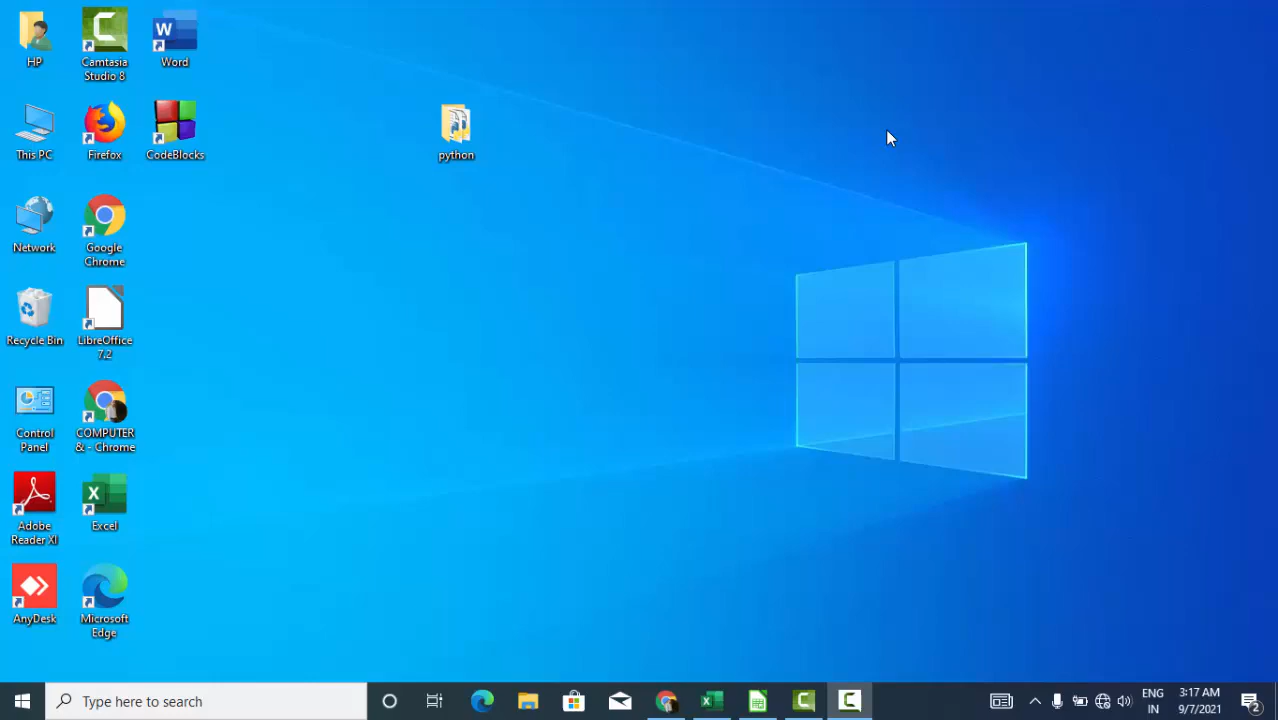 HP
Camtasia
Studio 8
Word
This PC
Firefox
CodeBlocks
python
Network
Google
Chrome
Recycle Bin
LibreOffice
7.2
Control
Panel
COMPUTER
& - Chrome
Adobe
Reader XI
Excel
AnyDesk
Microsoft
Edge
Type here to search
ENG
IN
3:17 AM
9/7/2021
2